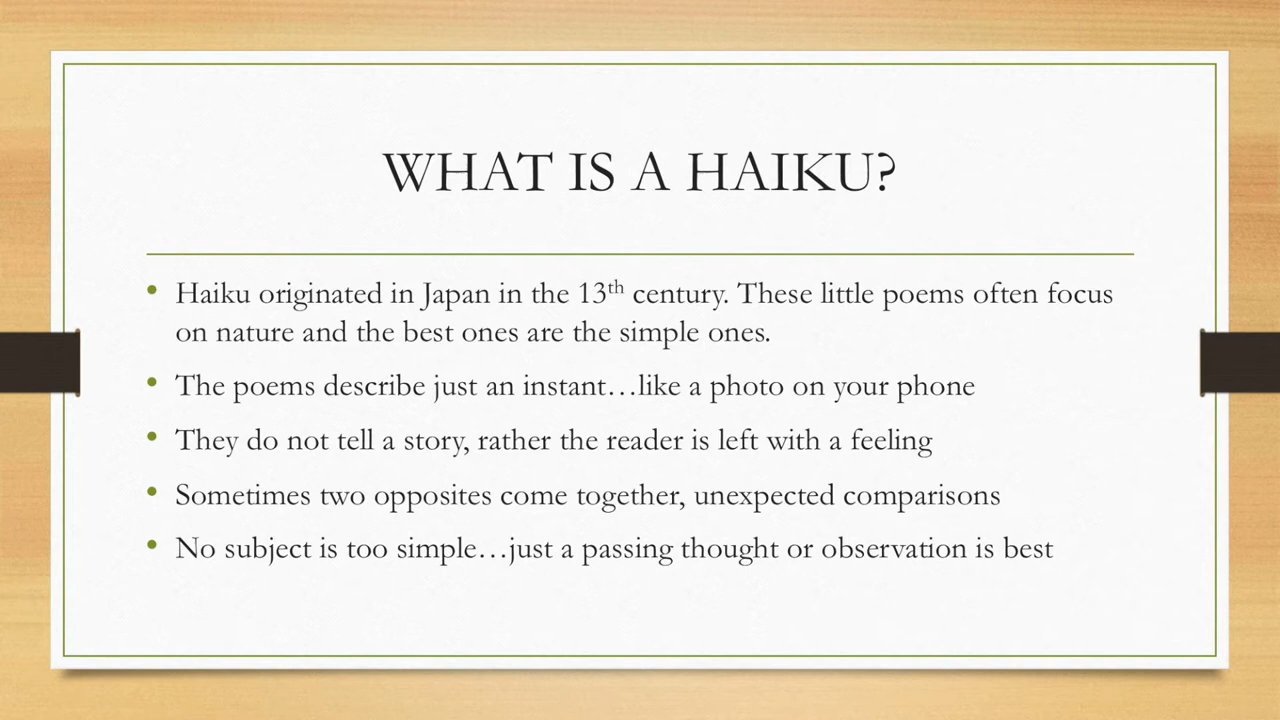 WHAT IS A HAIKU?
• Haiku originated in Japan in the 13th century. These little poems often focus
on nature and the best ones are the simple ones.
• The poems describe just an instant…like a photo on your phone
• They do not tell a story, rather the reader is left with a feeling
• Sometimes two opposites come together, unexpected comparisons
• No subject is too simple…just a passing thought or observation is best